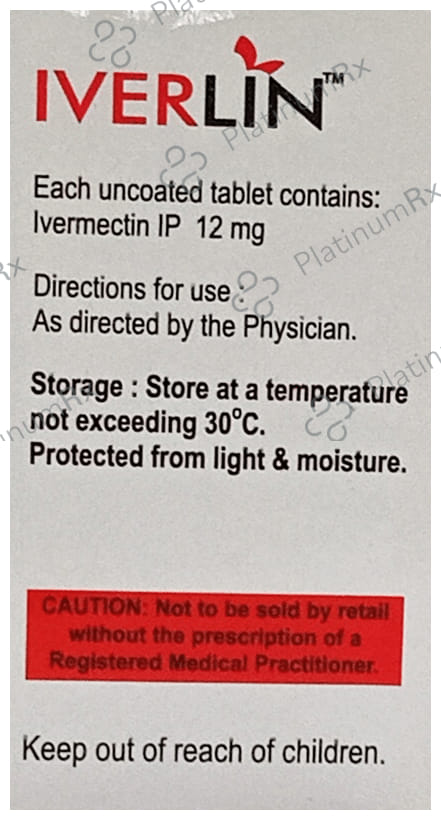 IVERLIN™
Each uncoated tablet contains:
Ivermectin IP 12 mg
Directions for use :
As directed by the Physician.
Storage : Store at a temperature
not exceeding 30°C.
Protected from light & moisture.
CAUTION: Not to be sold by retail
without the prescription of a
Registered Medical Practitioner.
Keep out of reach of children.
PlatinumRx
PlatinumRx